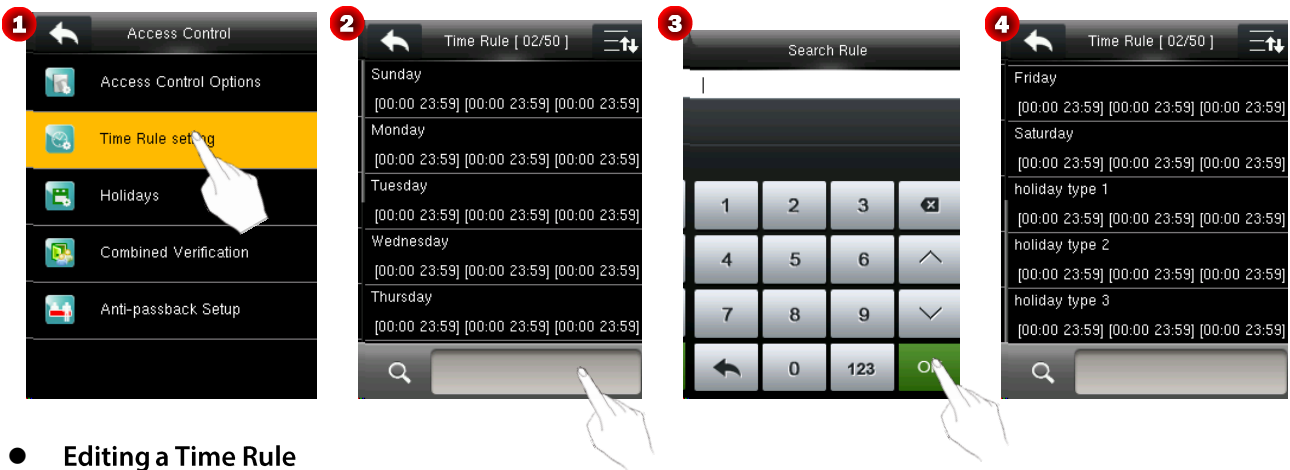 1
Access Control
Access Control Options
Time Rule setting
Holidays
Combined Verification
Anti-passback Setup
2
Time Rule [ 02/50 ]
Sunday
[00:00 23:59] [00:00 23:59] [00:00 23:59]
Monday
[00:00 23:59] [00:00 23:59] [00:00 23:59]
Tuesday
[00:00 23:59] [00:00 23:59] [00:00 23:59]
Wednesday
[00:00 23:59] [00:00 23:59] [00:00 23:59]
Thursday
[00:00 23:59] [00:00 23:59] [00:00 23:59]
3
Search Rule
1 2 3
4 5 6
7 8 9
0 123 OK
4
Time Rule [ 02/50 ]
Friday
[00:00 23:59] [00:00 23:59] [00:00 23:59]
Saturday
[00:00 23:59] [00:00 23:59] [00:00 23:59]
holiday type 1
[00:00 23:59] [00:00 23:59] [00:00 23:59]
holiday type 2
[00:00 23:59] [00:00 23:59] [00:00 23:59]
holiday type 3
[00:00 23:59] [00:00 23:59] [00:00 23:59]
● Editing a Time Rule